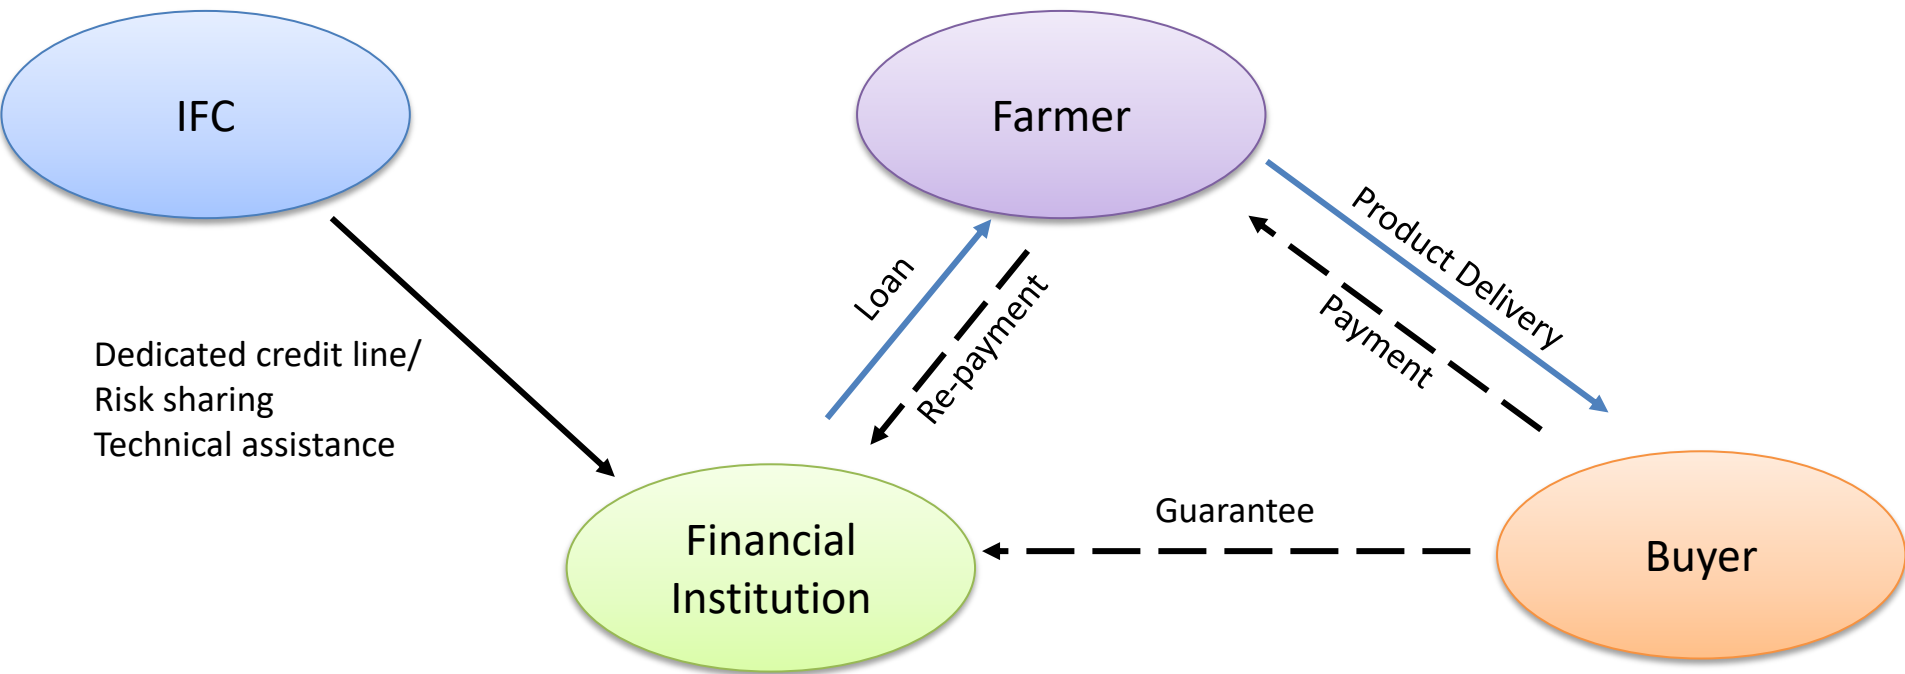 IFC
Farmer
Product Delivery
Payment
Loan
Re-payment
Dedicated credit line/
Risk sharing
Technical assistance
Guarantee
Financial
Institution
Buyer